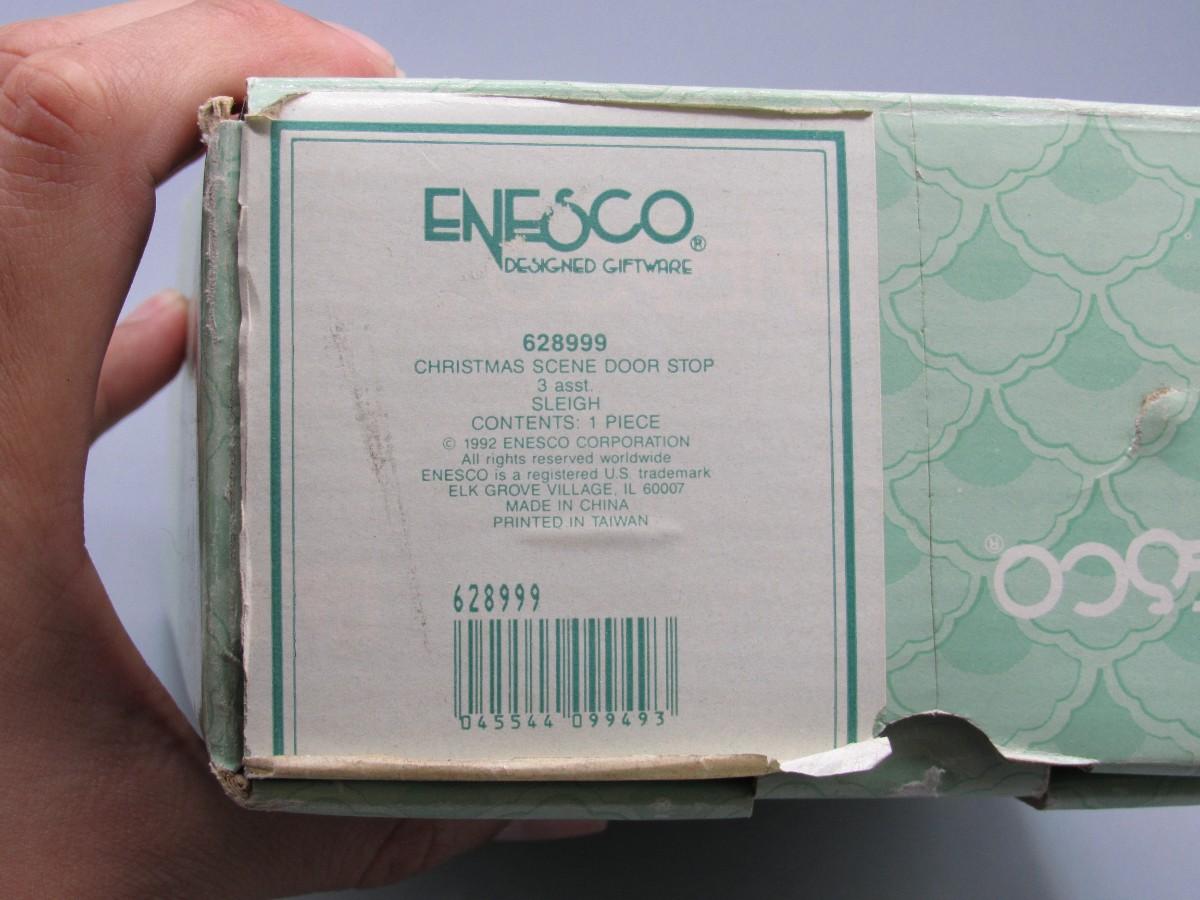 ENESCO®
DESIGNED GIFTWARE
628999
CHRISTMAS SCENE DOOR STOP
3 asst.
SLEIGH
CONTENTS: 1 PIECE
© 1992 ENESCO CORPORATION
All rights reserved worldwide
ENESCO is a registered U.S. trademark
ELK GROVE VILLAGE, IL 60007
MADE IN CHINA
PRINTED IN TAIWAN
628999
045544 099493
ESCO®